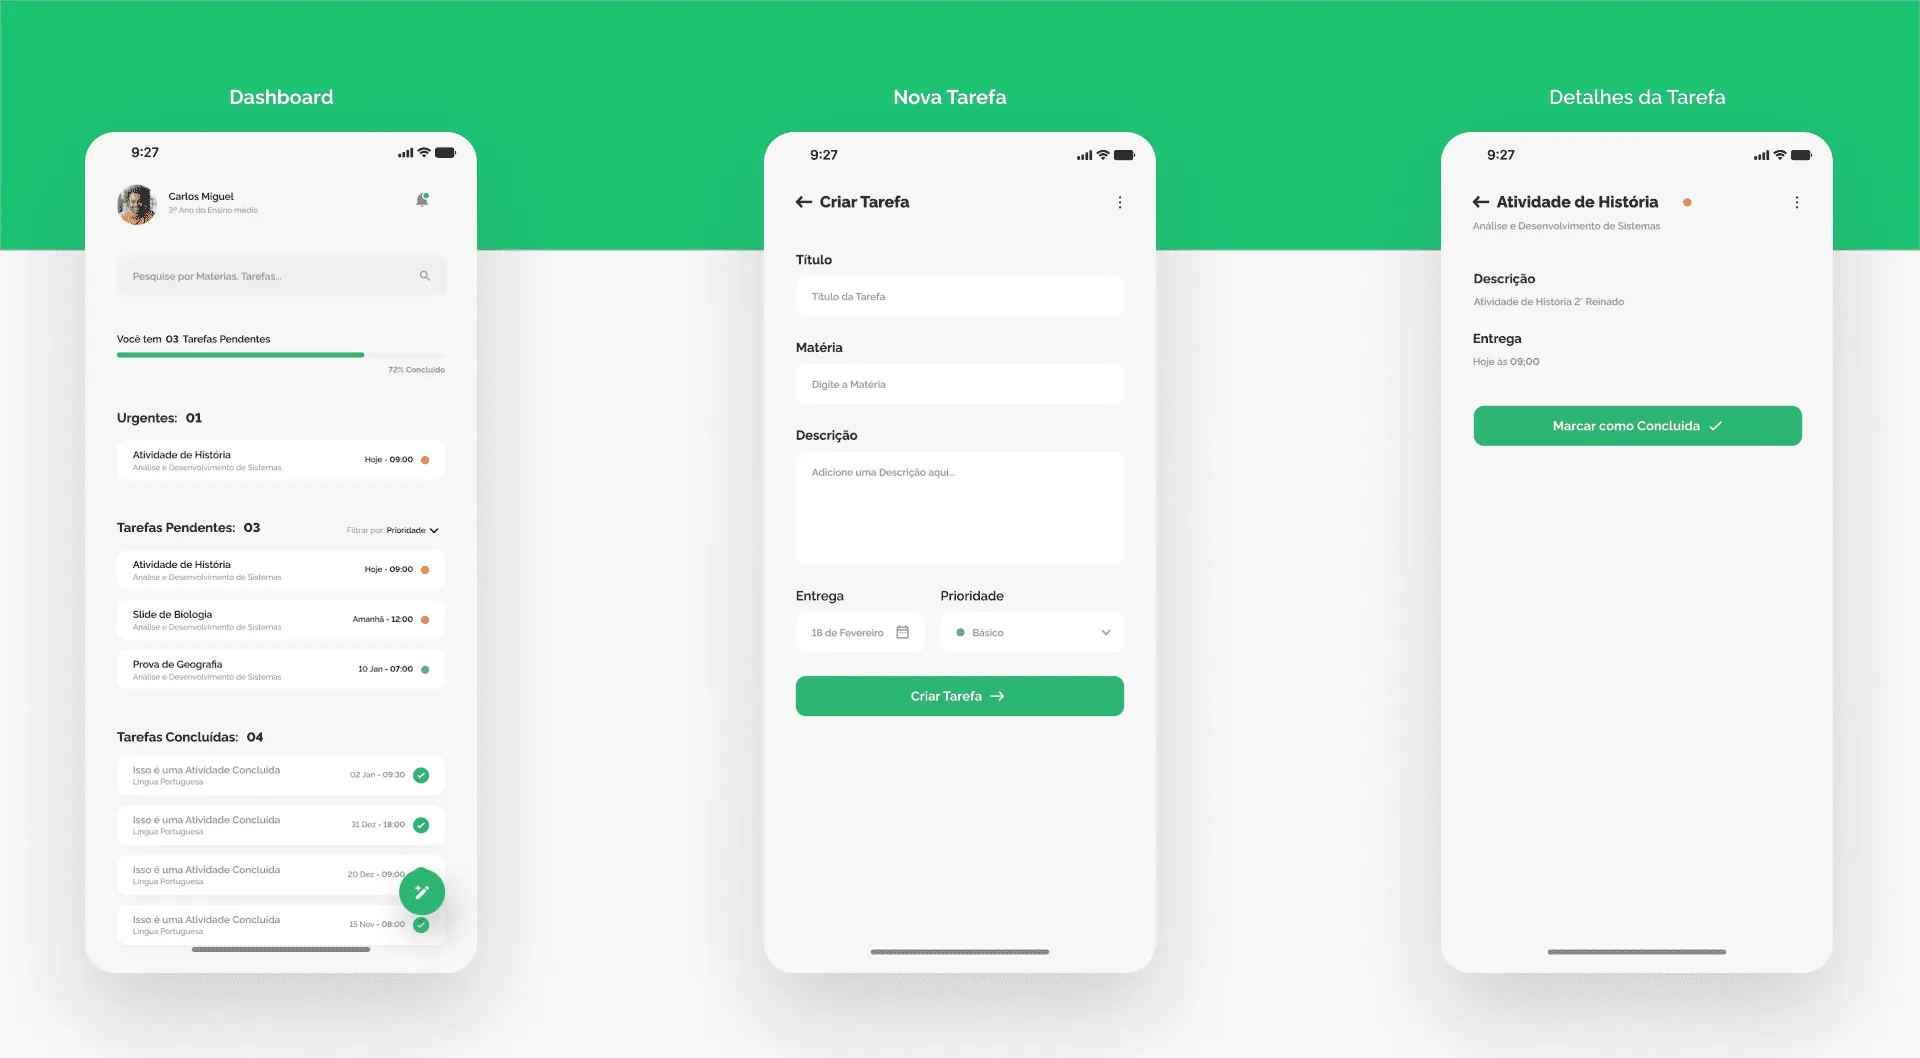 Dashboard
9:27
Carlos Miguel
3º Ano do Ensino médio
Pesquise por Materias, Tarefas...
Você tem 03 Tarefas Pendentes
72% Concluído
Urgentes: 01
Atividade de História
Hoje - 09:00
Análise e Desenvolvimento de Sistemas
Tarefas Pendentes: 03
Filtrar por: Prioridade
Atividade de História
Hoje - 09:00
Análise e Desenvolvimento de Sistemas
Slide de Biologia
Amanhã - 12:00
Análise e Desenvolvimento de Sistemas
Prova de Geografia
10 Jan - 07:00
Análise e Desenvolvimento de Sistemas
Tarefas Concluídas: 04
Isso é uma Atividade Concluída
02 Jan - 09:30
Língua Portuguesa
Isso é uma Atividade Concluída
31 Dez - 18:00
Língua Portuguesa
Isso é uma Atividade Concluída
20 Dez - 09:00
Língua Portuguesa
Isso é uma Atividade Concluída
15 Nov - 08:00
Língua Portuguesa
Nova Tarefa
9:27
Criar Tarefa
Título
Título da Tarefa
Matéria
Digite a Matéria
Descrição
Adicione uma Descrição aqui...
Entrega
Prioridade
18 de Fevereiro
Básico
Criar Tarefa
Detalhes da Tarefa
9:27
Atividade de História
Análise e Desenvolvimento de Sistemas
Descrição
Atividade de História 2° Reinado
Entrega
Hoje às 09;00
Marcar como Concluida